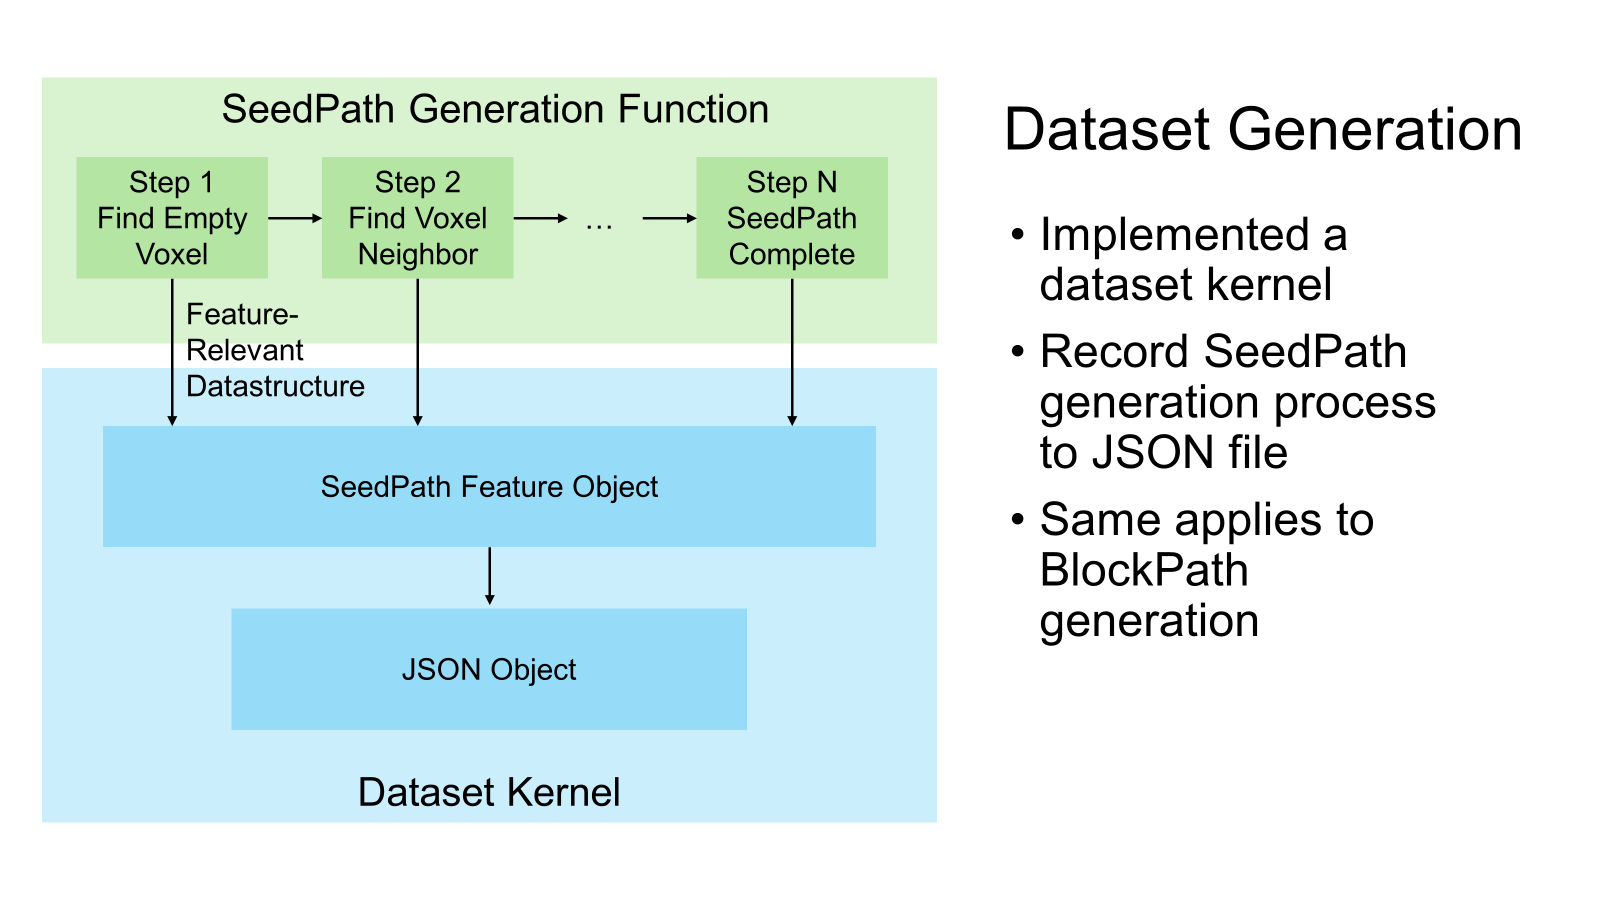 SeedPath Generation Function
Step 1
Find Empty
Voxel
Step 2
Find Voxel
Neighbor
…
Step N
SeedPath
Complete
Feature-
Relevant
Datastructure
SeedPath Feature Object
JSON Object
Dataset Kernel
Dataset Generation
• Implemented a
dataset kernel
• Record SeedPath
generation process
to JSON file
• Same applies to
BlockPath
generation